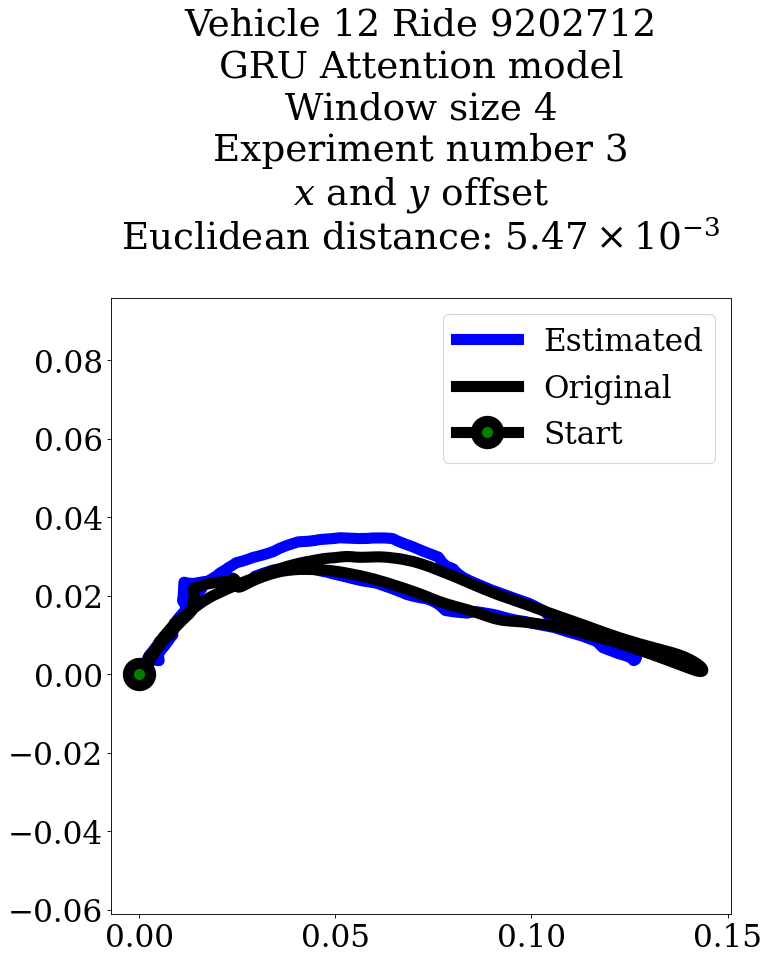 Vehicle 12 Ride 9202712
GRU Attention model
Window size 4
Experiment number 3
x and y offset
Euclidean distance: 5.47 × 10⁻³
Estimated
Original
Start
0.08
0.06
0.04
0.02
0.00
−0.02
−0.04
−0.06
0.00 0.05 0.10 0.15